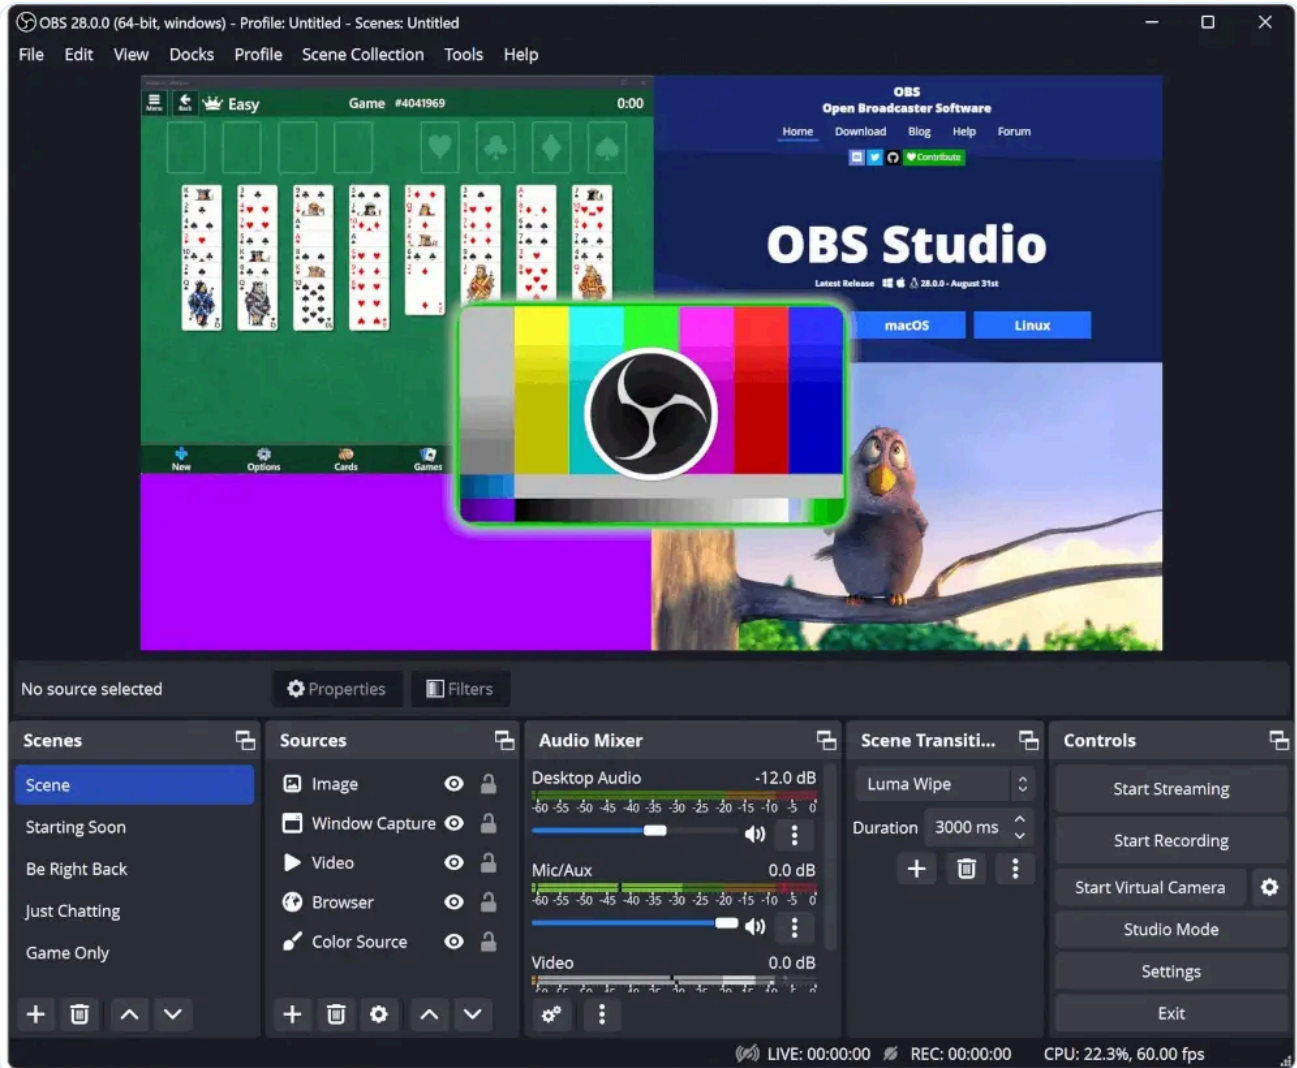 OBS 28.0.0 (64-bit, windows) - Profile: Untitled - Scenes: Untitled
File Edit View Docks Profile Scene Collection Tools Help
Menu Back Easy Game #4041969 0:00
OBS
Open Broadcaster Software
Home Download Blog Help Forum
Contribute
OBS Studio
Latest Release 28.0.0 - August 31st
macOS Linux
New Options Cards Games
No source selected Properties Filters
Scenes
Scene
Starting Soon
Be Right Back
Just Chatting
Game Only
Sources
Image
Window Capture
Video
Browser
Color Source
Audio Mixer
Desktop Audio -12.0 dB
-60 -55 -50 -45 -40 -35 -30 -25 -20 -15 -10 -5 0
Mic/Aux 0.0 dB
-60 -55 -50 -45 -40 -35 -30 -25 -20 -15 -10 -5 0
Video 0.0 dB
Scene Transiti...
Luma Wipe
Duration 3000 ms
Controls
Start Streaming
Start Recording
Start Virtual Camera
Studio Mode
Settings
Exit
LIVE: 00:00:00 REC: 00:00:00 CPU: 22.3%, 60.00 fps